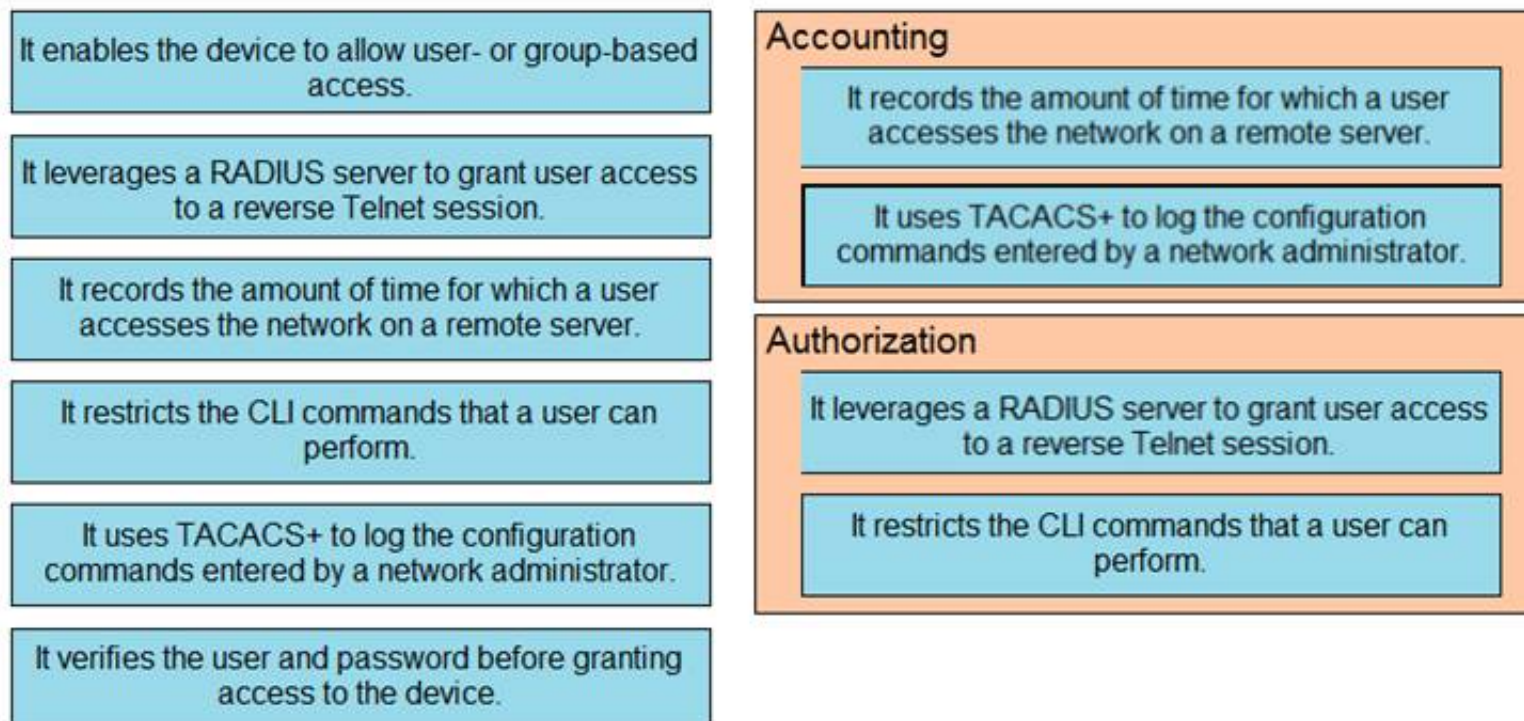 It enables the device to allow user- or group-based
access.
It leverages a RADIUS server to grant user access
to a reverse Telnet session.
It records the amount of time for which a user
accesses the network on a remote server.
It restricts the CLI commands that a user can
perform.
It uses TACACS+ to log the configuration
commands entered by a network administrator.
It verifies the user and password before granting
access to the device.
Accounting
It records the amount of time for which a user
accesses the network on a remote server.
It uses TACACS+ to log the configuration
commands entered by a network administrator.
Authorization
It leverages a RADIUS server to grant user access
to a reverse Telnet session.
It restricts the CLI commands that a user can
perform.